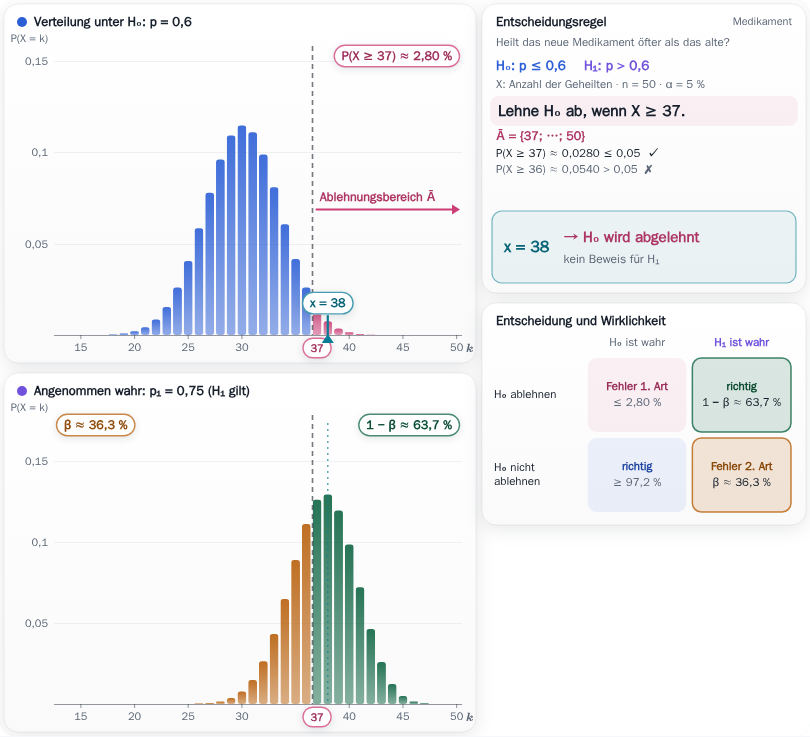 Verteilung unter H₀: p = 0,6
P(X = k)
P(X ≥ 37) ≈ 2,80 %
0,15
0,1
0,05
Ablehnungsbereich Ā
x = 38
15 20 25 30 37 40 45 50 k
Angenommen wahr: p₁ = 0,75 (H₁ gilt)
P(X = k)
β ≈ 36,3 %
1 − β ≈ 63,7 %
0,15
0,1
0,05
15 20 25 30 37 40 45 50 k
Entscheidungsregel
Medikament
Heilt das neue Medikament öfter als das alte?
H₀: p ≤ 0,6 H₁: p > 0,6
X: Anzahl der Geheilten · n = 50 · α = 5 %
Lehne H₀ ab, wenn X ≥ 37.
Ā = {37; ⋯; 50}
P(X ≥ 37) ≈ 0,0280 ≤ 0,05 ✓
P(X ≥ 36) ≈ 0,0540 > 0,05 ✗
x = 38
→ H₀ wird abgelehnt
kein Beweis für H₁
Entscheidung und Wirklichkeit
H₀ ist wahr H₁ ist wahr
H₀ ablehnen
Fehler 1. Art
≤ 2,80 %
richtig
1 − β ≈ 63,7 %
H₀ nicht
ablehnen
richtig
≥ 97,2 %
Fehler 2. Art
β ≈ 36,3 %